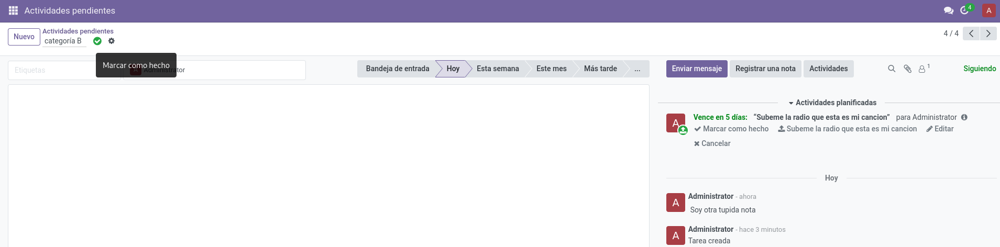 Actividades pendientes
4
A
Nuevo
Actividades pendientes
categoría B
4 / 4
Marcar como hecho
Etiquetas
Administrator
Bandeja de entrada
Hoy
Esta semana
Este mes
Más tarde
...
Enviar mensaje
Registrar una nota
Actividades
1
Siguiendo
Actividades planificadas
A
Vence en 5 días: “Subeme la radio que esta es mi cancion” para Administrator
Marcar como hecho
Subeme la radio que esta es mi cancion
Editar
Cancelar
Hoy
A
Administrator - ahora
Soy otra tupida nota
A
Administrator - hace 3 minutos
Tarea creada